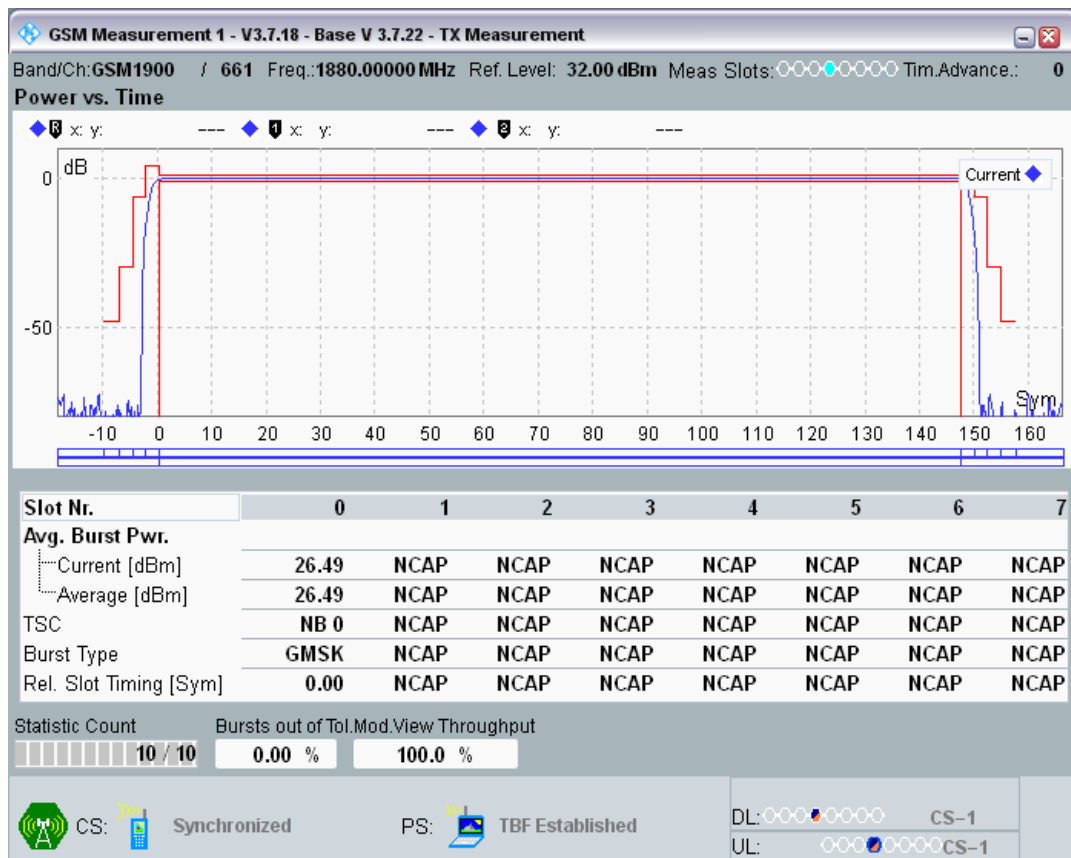 GSM Measurement 1 - V3.7.18 - Base V 3.7.22 - TX Measurement
Band/Ch:GSM1900 / 661 Freq.:1880.00000 MHz Ref. Level: 32.00 dBm Meas Slots: Tim.Advance.: 0
Power vs. Time
R x: y: --- 1 x: y: --- 2 x: y: ---
dB
Current
0
-50
Sym
-10 0 10 20 30 40 50 60 70 80 90 100 110 120 130 140 150 160
Slot Nr. 0 1 2 3 4 5 6 7
Avg. Burst Pwr.
Current [dBm] 26.49 NCAP NCAP NCAP NCAP NCAP NCAP NCAP
Average [dBm] 26.49 NCAP NCAP NCAP NCAP NCAP NCAP NCAP
TSC NB 0 NCAP NCAP NCAP NCAP NCAP NCAP NCAP
Burst Type GMSK NCAP NCAP NCAP NCAP NCAP NCAP NCAP
Rel. Slot Timing [Sym] 0.00 NCAP NCAP NCAP NCAP NCAP NCAP NCAP
Statistic Count Bursts out of Tol. Mod.View Throughput
10 / 10 0.00 % 100.0 %
CS: Synchronized PS: TBF Established
DL: CS-1
UL: CS-1